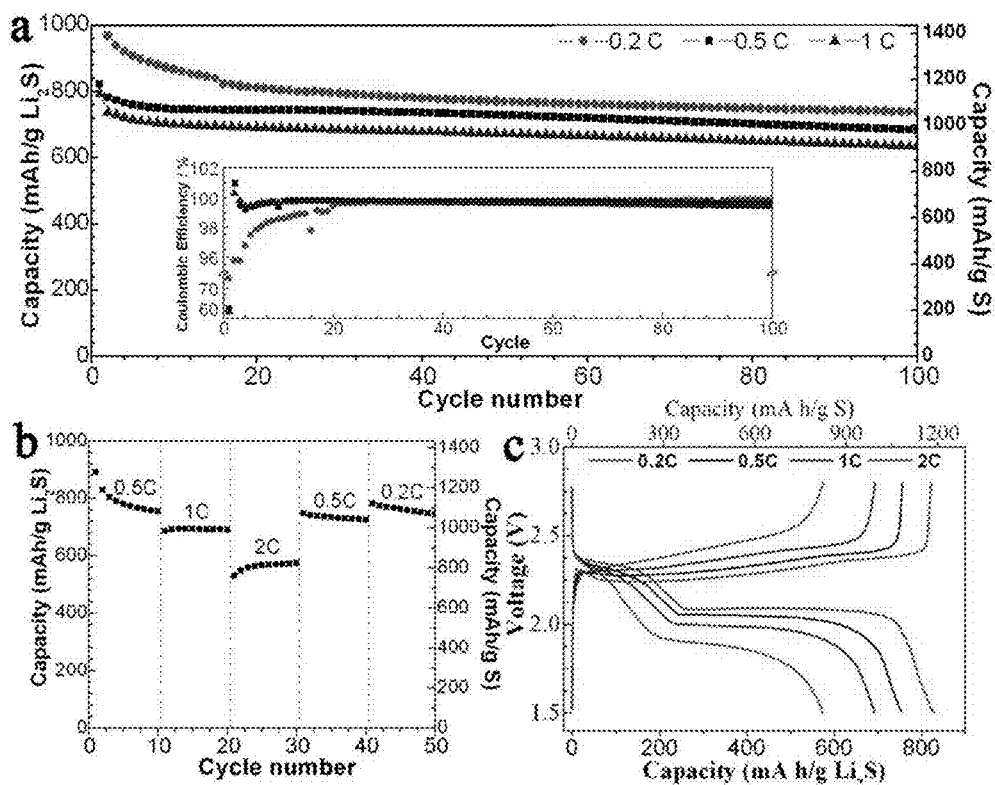 a
1000
800
600
400
200
0
Capacity (mAh/g Li₂S)
0.2 C 0.5 C 1 C
1400
1200
1000
800
600
400
200
0
Capacity (mAh/g S)
102
100
98
96
70
60
Coulombic Efficiency / %
0 20 40 60 80 100
Cycle
0 20 40 60 80 100
Cycle number
b
1000
800
600
400
200
0
Capacity (mAh/g Li₂S)
0.5C 1C 2C 0.5C 0.2C
1400
1200
1000
800
600
400
200
0
Capacity (mAh/g S)
0 10 20 30 40 50
Cycle number
Capacity (mA h/g S)
0 300 600 900 1200
c
0.2C 0.5C 1C 2C
3.0
2.5
2.0
1.5
Voltage (V)
0 200 400 600 800
Capacity (mA h/g Li₂S)